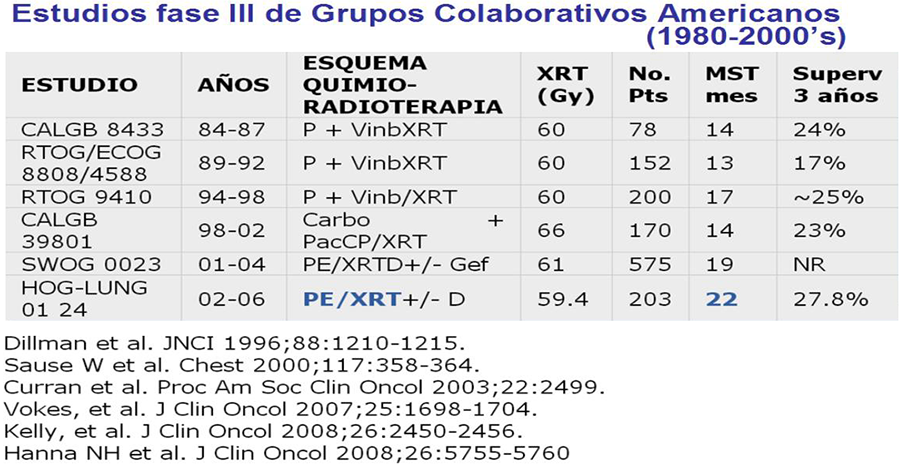 Estudios fase III de Grupos Colaborativos Americanos
(1980-2000's)
ESTUDIO AÑOS ESQUEMA QUIMIO-RADIOTERAPIA XRT (Gy) No. Pts MST mes Superv 3 años
CALGB 8433 84-87 P + VinbXRT 60 78 14 24%
RTOG/ECOG 8808/4588 89-92 P + VinbXRT 60 152 13 17%
RTOG 9410 94-98 P + Vinb/XRT 60 200 17 ~25%
CALGB 39801 98-02 Carbo + PacCP/XRT 66 170 14 23%
SWOG 0023 01-04 PE/XRTD+/- Gef 61 575 19 NR
HOG-LUNG 01 24 02-06 PE/XRT+/- D 59.4 203 22 27.8%
Dillman et al. JNCI 1996;88:1210-1215.
Sause W et al. Chest 2000;117:358-364.
Curran et al. Proc Am Soc Clin Oncol 2003;22:2499.
Vokes, et al. J Clin Oncol 2007;25:1698-1704.
Kelly, et al. J Clin Oncol 2008;26:2450-2456.
Hanna NH et al. J Clin Oncol 2008;26:5755-5760